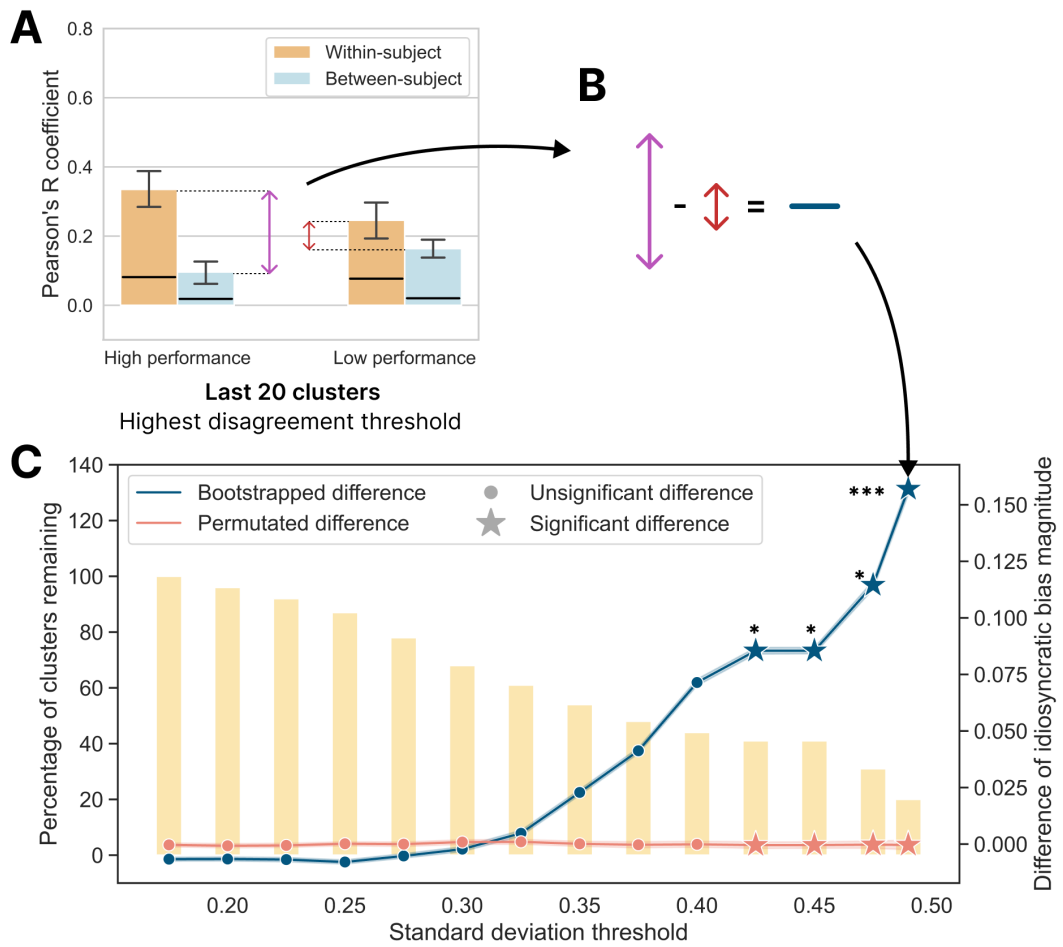 A
0.8
0.6
0.4
0.2
0.0
Pearson's R coefficient
Within-subject
Between-subject
High performance
Low performance
Last 20 clusters
Highest disagreement threshold
B
- =
C
140
120
100
80
60
40
20
0
Percentage of clusters remaining
Bootstrapped difference
Permutated difference
Unsignificant difference
Significant difference
***
*
*
*
0.150
0.125
0.100
0.075
0.050
0.025
0.000
Difference of idiosyncratic bias magnitude
0.20 0.25 0.30 0.35 0.40 0.45 0.50
Standard deviation threshold